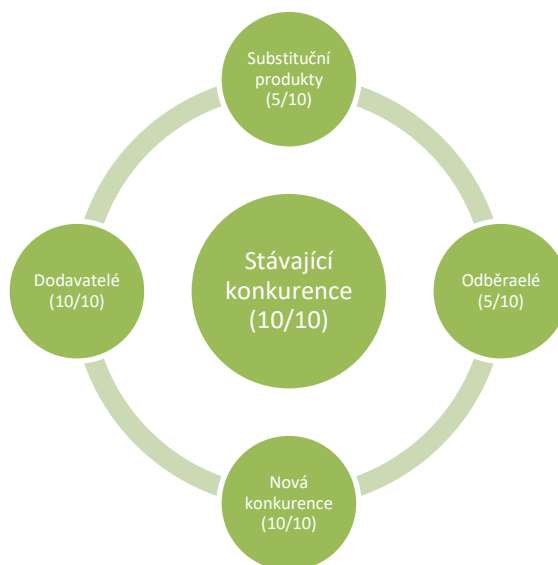 Substituční
produkty
(5/10)
Dodavatelé
(10/10)
Stávající
konkurence
(10/10)
Odběraelé
(5/10)
Nová
konkurence
(10/10)